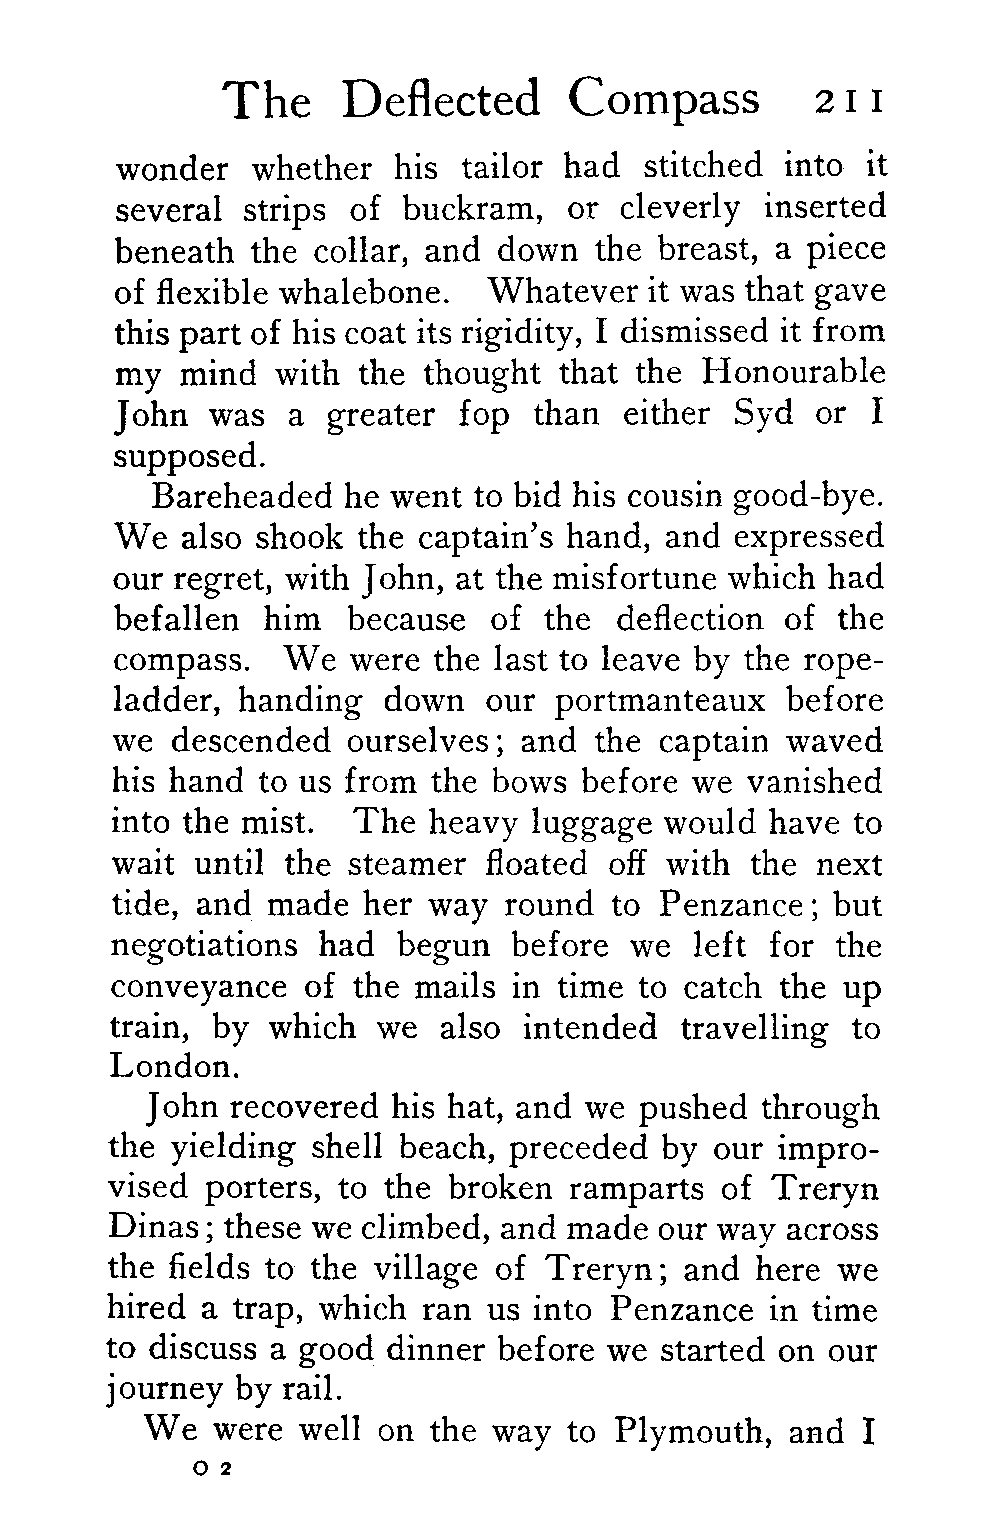 The Deflected Compass 211
wonder whether his tailor had stitched into it
several strips of buckram, or cleverly inserted
beneath the collar, and down the breast, a piece
of flexible whalebone. Whatever it was that gave
this part of his coat its rigidity, I dismissed it from
my mind with the thought that the Honourable
John was a greater fop than either Syd or I
supposed.
Bareheaded he went to bid his cousin good-bye.
We also shook the captain's hand, and expressed
our regret, with John, at the misfortune which had
befallen him because of the deflection of the
compass. We were the last to leave by the rope-
ladder, handing down our portmanteaux before
we descended ourselves; and the captain waved
his hand to us from the bows before we vanished
into the mist. The heavy luggage would have to
wait until the steamer floated off with the next
tide, and made her way round to Penzance; but
negotiations had begun before we left for the
conveyance of the mails in time to catch the up
train, by which we also intended travelling to
London.
John recovered his hat, and we pushed through
the yielding shell beach, preceded by our impro-
vised porters, to the broken ramparts of Treryn
Dinas; these we climbed, and made our way across
the fields to the village of Treryn; and here we
hired a trap, which ran us into Penzance in time
to discuss a good dinner before we started on our
journey by rail.
We were well on the way to Plymouth, and I
O 2